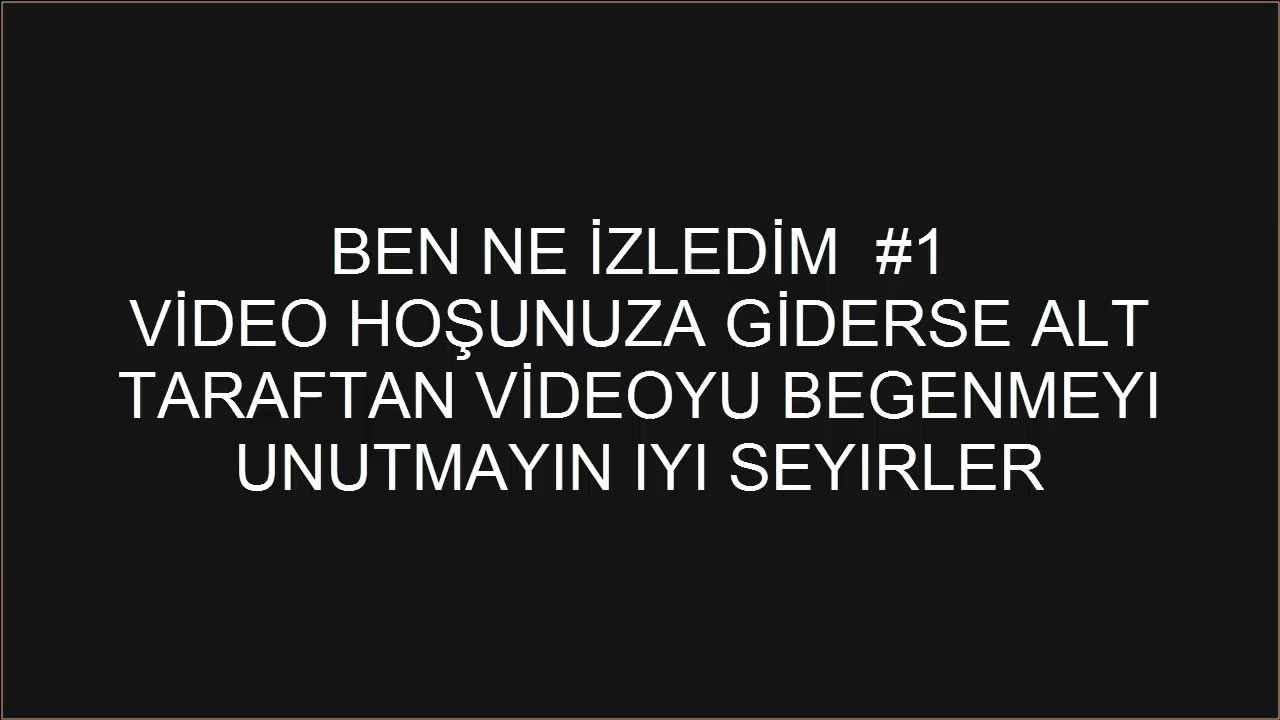 BEN NE İZLEDİM  #1
VİDEO HOŞUNUZA GİDERSE ALT
TARAFTAN VİDEOYU BEGENMEYI
UNUTMAYIN IYI SEYIRLER